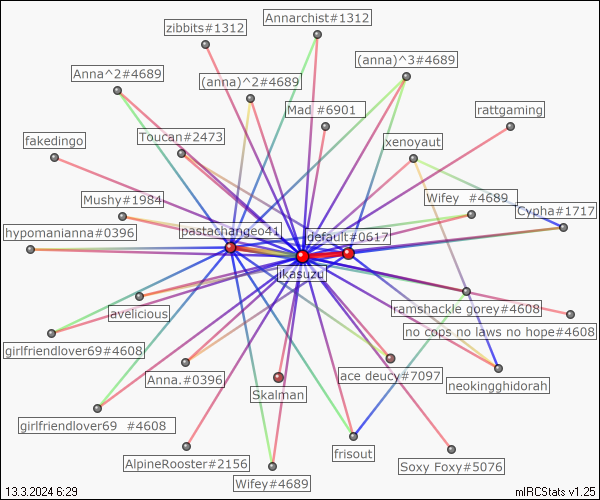 Annarchist#1312
zibbits#1312
(anna)^3#4689
Anna^2#4689
(anna)^2#4689
Mad #6901
rattgaming
fakedingo
Toucan#2473
xenoyaut
Mushy#1984
Wifey #4689
Cypha#1717
hypomanianna#0396
pastachangeo41
default#0617
ikasuzu
avelicious
ramshackle gorey#4608
no cops no laws no hope#4608
girlfriendlover69#4608
Anna.#0396
ace deucy#7097
neokingghidorah
Skalman
girlfriendlover69 #4608
frisout
AlpineRooster#2156
Soxy Foxy#5076
Wifey#4689
13.3.2024 6:29
mIRCStats v1.25